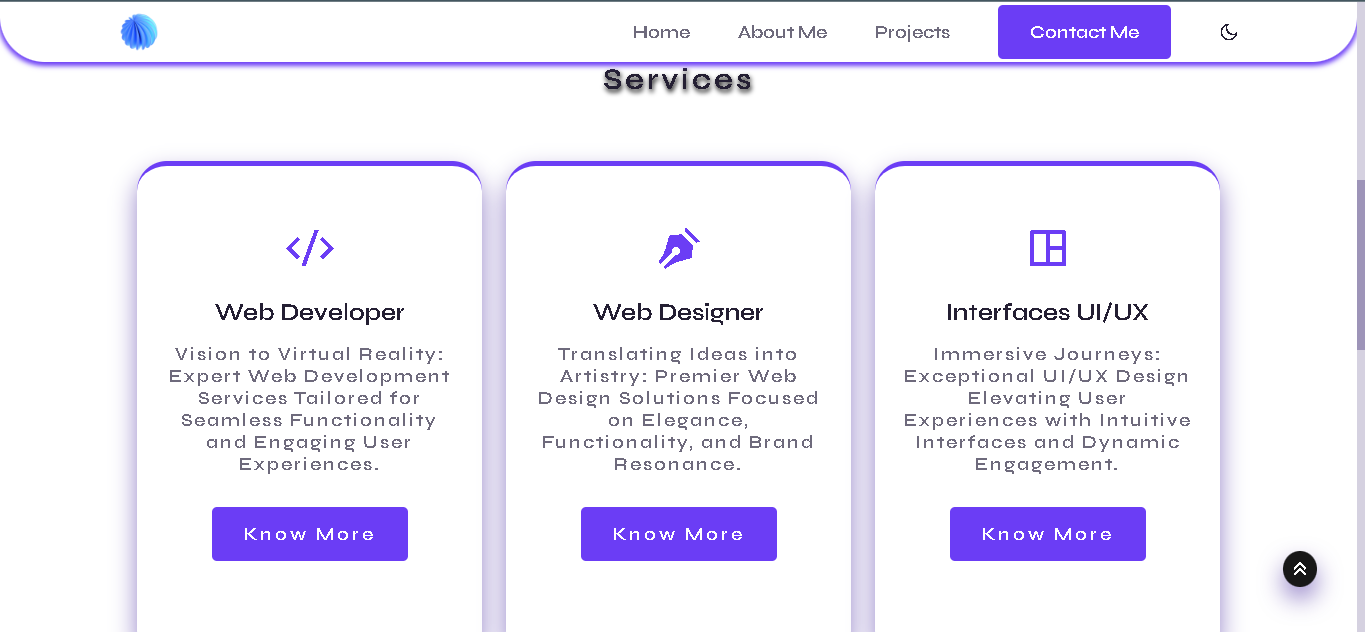 Home About Me Projects Contact Me
Services
Web Developer
Vision to Virtual Reality:
Expert Web Development
Services Tailored for
Seamless Functionality
and Engaging User
Experiences.
Know More
Web Designer
Translating Ideas into
Artistry: Premier Web
Design Solutions Focused
on Elegance,
Functionality, and Brand
Resonance.
Know More
Interfaces UI/UX
Immersive Journeys:
Exceptional UI/UX Design
Elevating User
Experiences with Intuitive
Interfaces and Dynamic
Engagement.
Know More